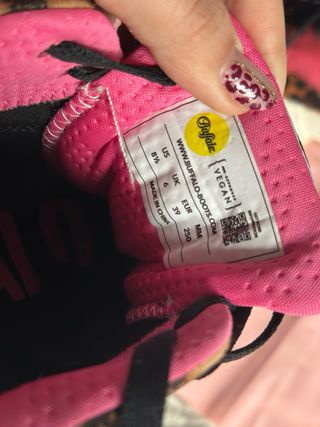 Buffalo
{ VEGAN }
WWW.BUFFALO-BOOTS.COM
US UK EUR MM
8½ 6 39 250
MADE IN CHINA